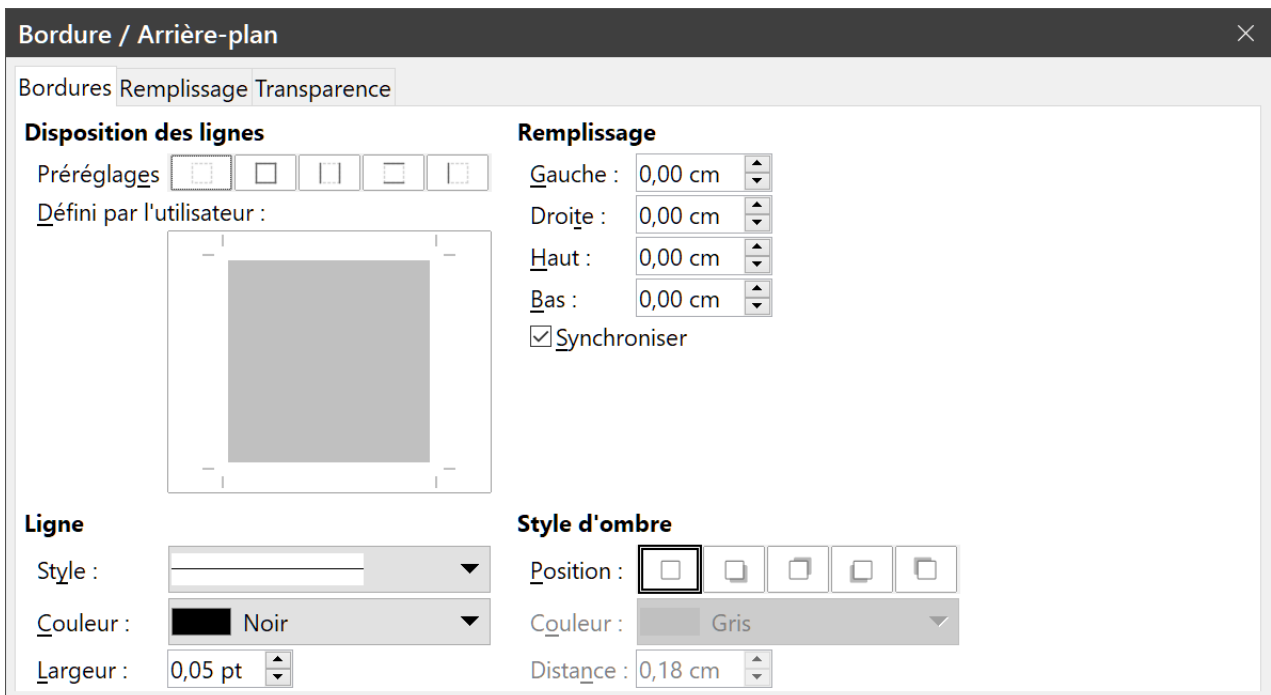 Bordure / Arrière-plan
Bordures Remplissage Transparence
Disposition des lignes
Préréglages
Défini par l'utilisateur :
Remplissage
Gauche : 0,00 cm
Droite : 0,00 cm
Haut : 0,00 cm
Bas : 0,00 cm
Synchroniser
Ligne
Style :
Couleur : Noir
Largeur : 0,05 pt
Style d'ombre
Position :
Couleur : Gris
Distance : 0,18 cm